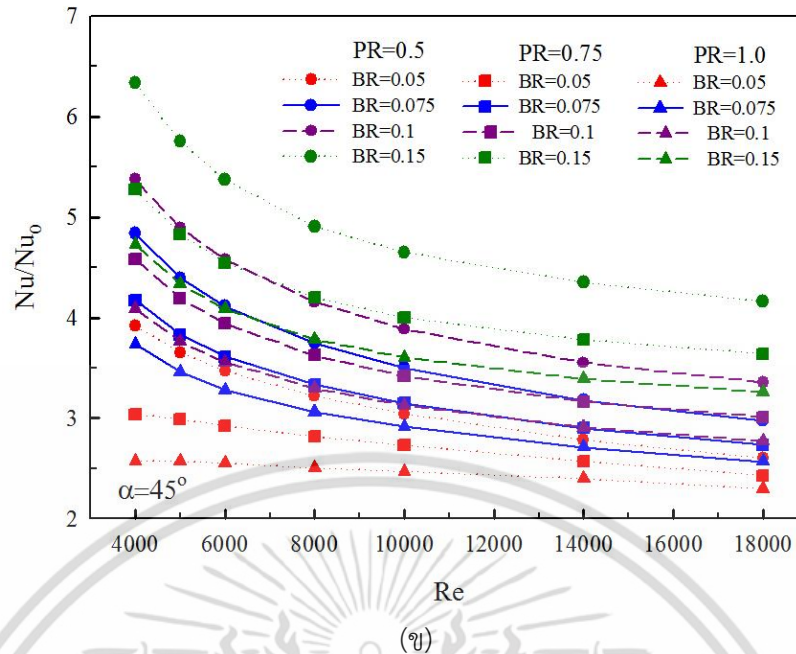 7
6
5
4
3
2
Nu/Nu₀
PR=0.5 PR=0.75 PR=1.0
BR=0.05 BR=0.05 BR=0.05
BR=0.075 BR=0.075 BR=0.075
BR=0.1 BR=0.1 BR=0.1
BR=0.15 BR=0.15 BR=0.15
α=45°
4000 6000 8000 10000 12000 14000 16000 18000
Re
(ข)